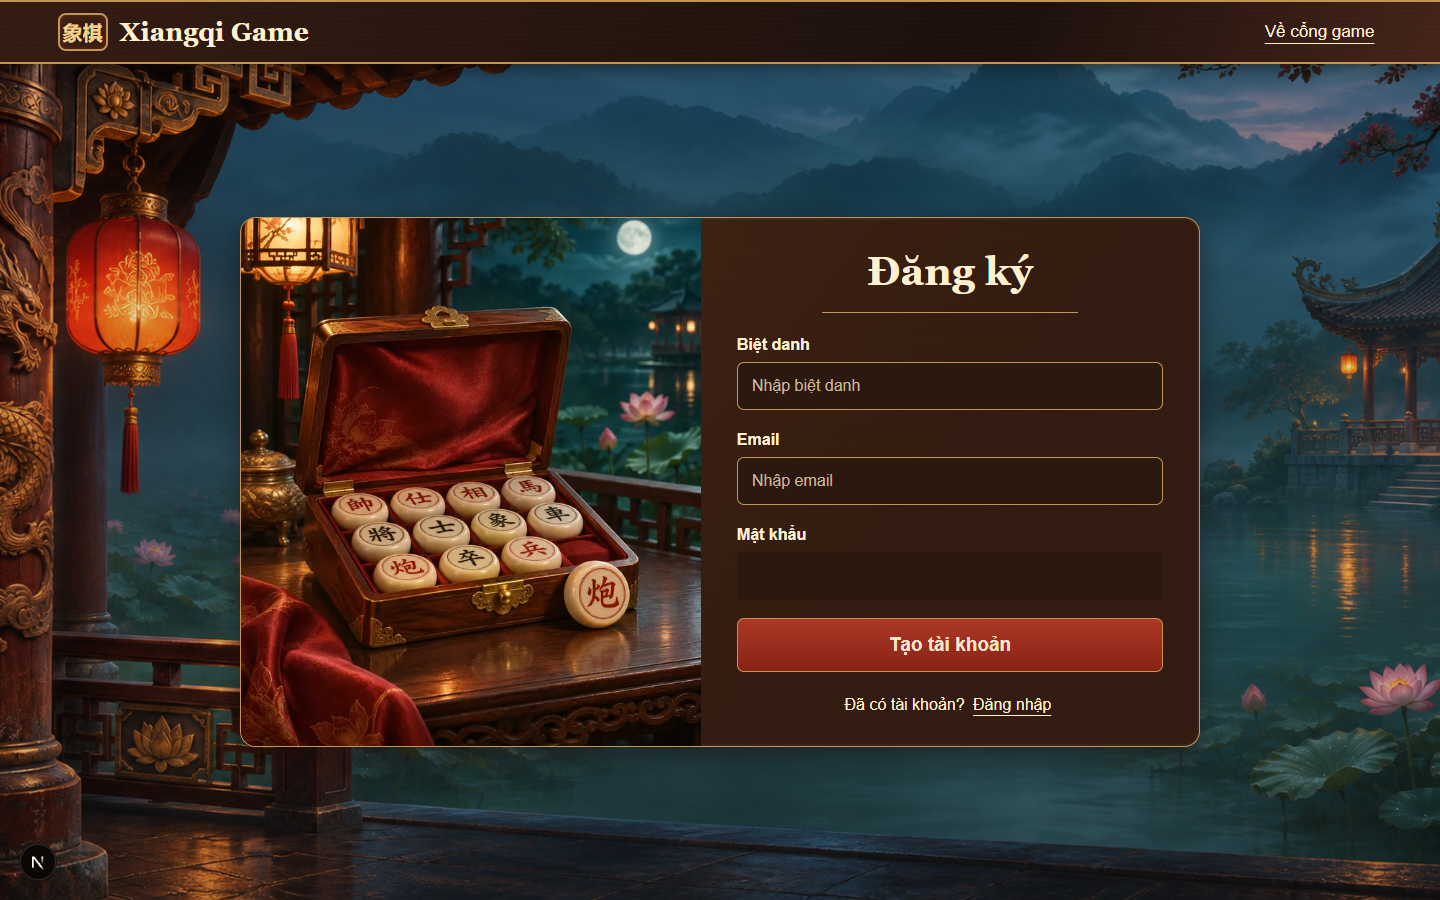 象棋 Xiangqi Game
Về cổng game
Đăng ký
Biệt danh
Nhập biệt danh
Email
Nhập email
Mật khẩu
Tạo tài khoản
Đã có tài khoản? Đăng nhập
帥 仕 相 馬
將 士 象 車
炮 卒 兵
炮
N